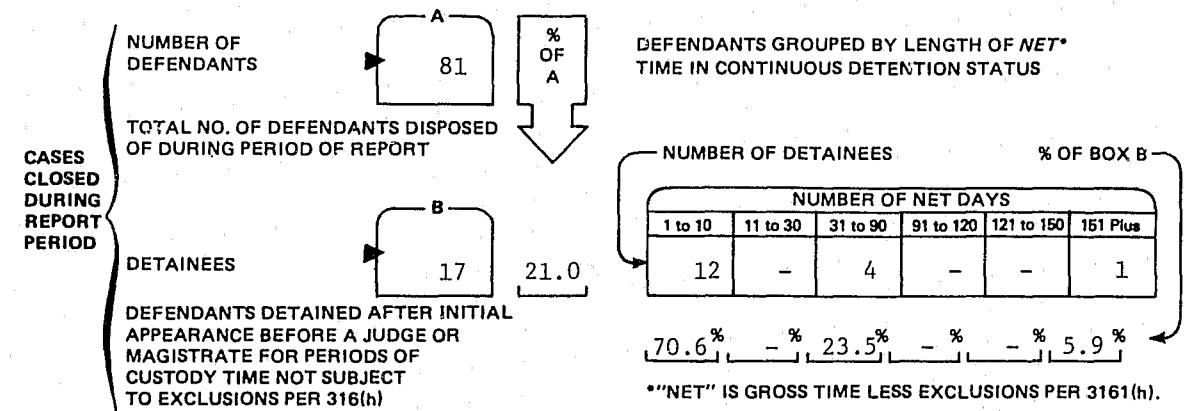 A
NUMBER OF
DEFENDANTS
81
%
OF
A
TOTAL NO. OF DEFENDANTS DISPOSED
OF DURING PERIOD OF REPORT
CASES
CLOSED
DURING
REPORT
PERIOD
B
DETAINEES
17
21.0
DEFENDANTS DETAINED AFTER INITIAL
APPEARANCE BEFORE A JUDGE OR
MAGISTRATE FOR PERIODS OF
CUSTODY TIME NOT SUBJECT
TO EXCLUSIONS PER 316(h)
DEFENDANTS GROUPED BY LENGTH OF NET*
TIME IN CONTINUOUS DETENTION STATUS
NUMBER OF DETAINEES % OF BOX B
NUMBER OF NET DAYS
1 to 10 11 to 30 31 to 90 91 to 120 121 to 150 151 Plus
12 – 4 – – 1
70.6% –% 23.5% –% –% 5.9%
*"NET" IS GROSS TIME LESS EXCLUSIONS PER 3161(h).